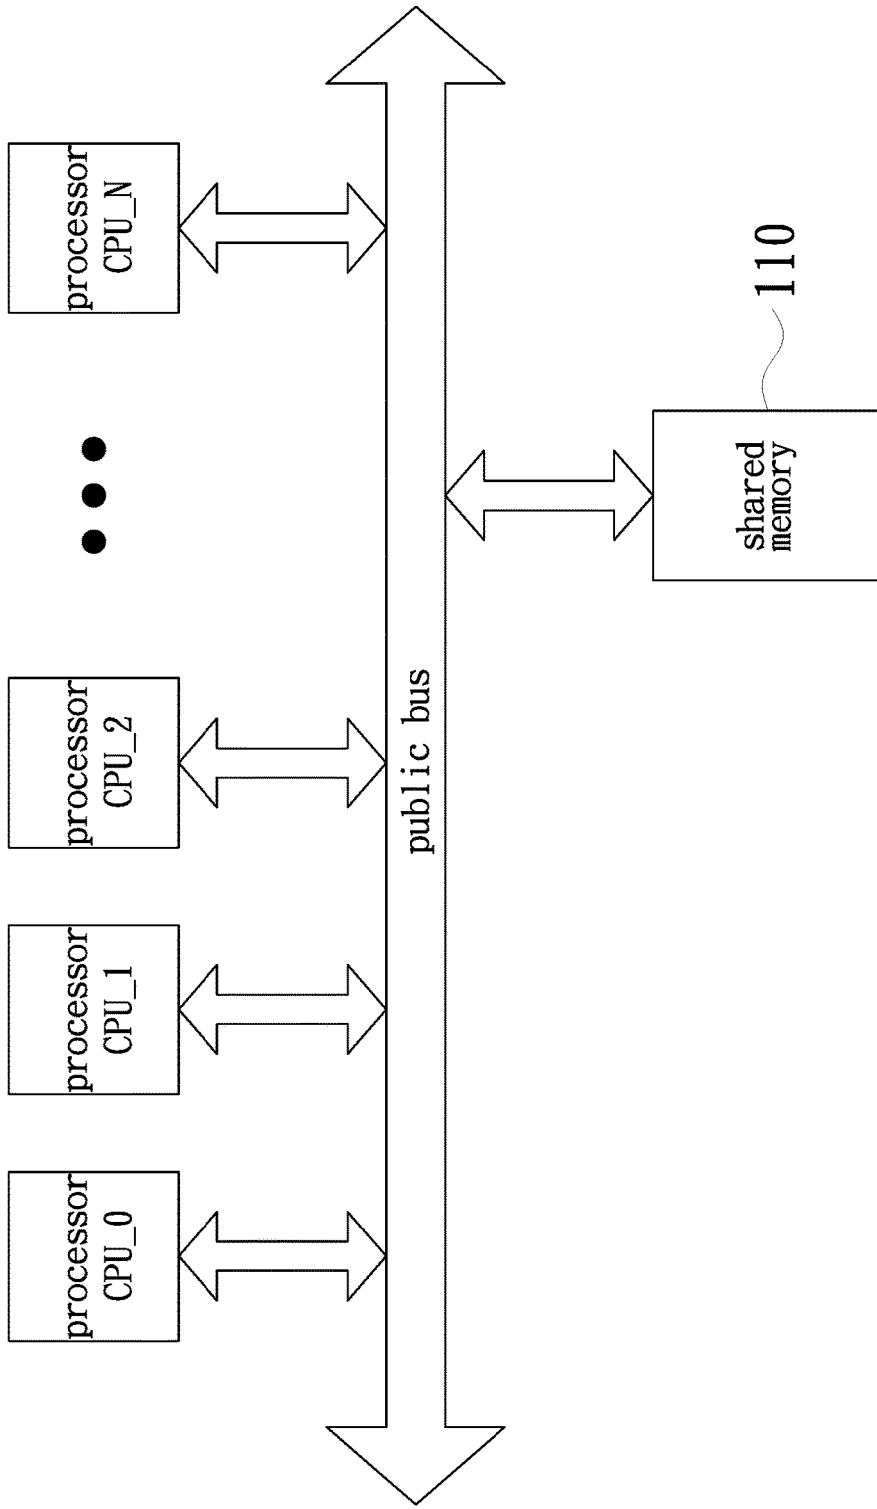 processor
CPU_0
processor
CPU_1
processor
CPU_2
processor
CPU_N
public bus
shared
memory
110